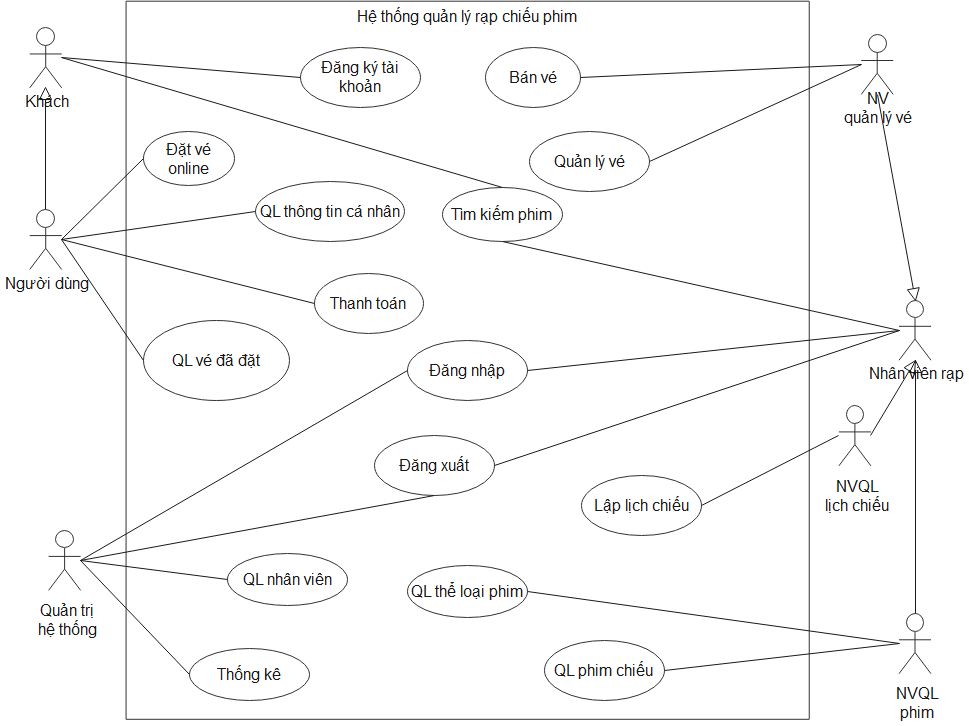 Hệ thống quản lý rạp chiếu phim
Khách
Đăng ký tài
khoản
Bán vé
NV
quản lý vé
Đặt vé
online
Quản lý vé
QL thông tin cá nhân
Tìm kiếm phim
Người dùng
Thanh toán
QL vé đã đặt
Đăng nhập
Nhân viên rạp
Đăng xuất
Lập lịch chiếu
NVQL
lịch chiếu
QL nhân viên
QL thể loại phim
Quản trị
hệ thống
Thống kê
QL phim chiếu
NVQL
phim